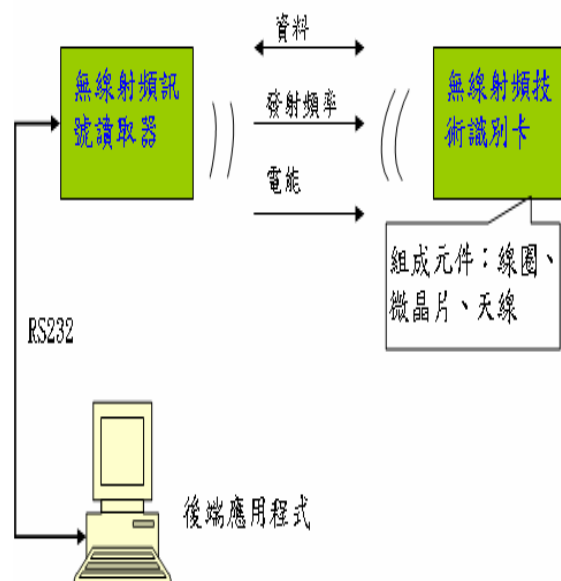 資料
無線射頻訊
號讀取器
發射頻率
無線射頻技
術識別卡
電能
組成元件：線圈、
微晶片、天線
RS232
後端應用程式